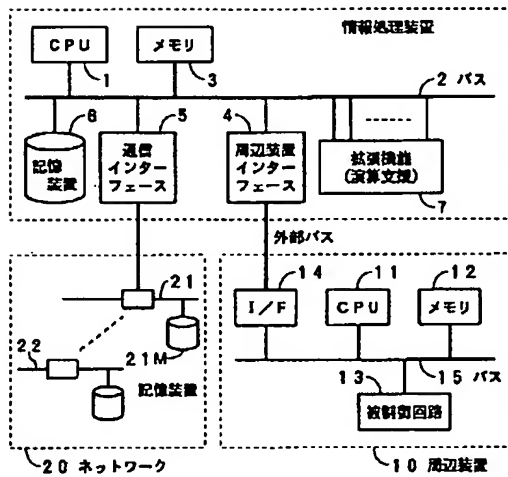 情報処理装置
CPU
メモリ
1
3
2 バス
6
5
4
記憶
装置
通信
インター
フェース
周辺装置
インター
フェース
拡張機能
(演算支援)
7
外部バス
14
11
12
I/F
CPU
メモリ
21
22
21M
記憶装置
13
15 バス
被制御回路
20 ネットワーク
10 周辺装置